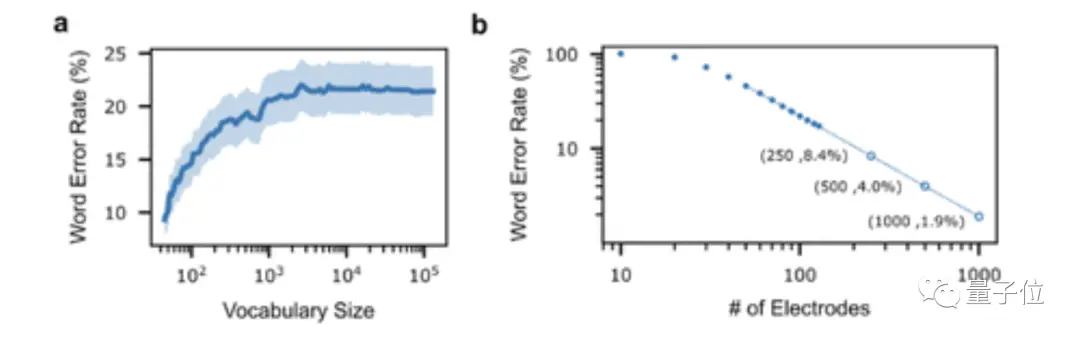 a
Word Error Rate (%)
25
20
15
10
10² 10³ 10⁴ 10⁵
Vocabulary Size
b
Word Error Rate (%)
100
10
(250 ,8.4%)
(500 ,4.0%)
(1000 ,1.9%)
10 100 1000
# of Electrodes
量子位